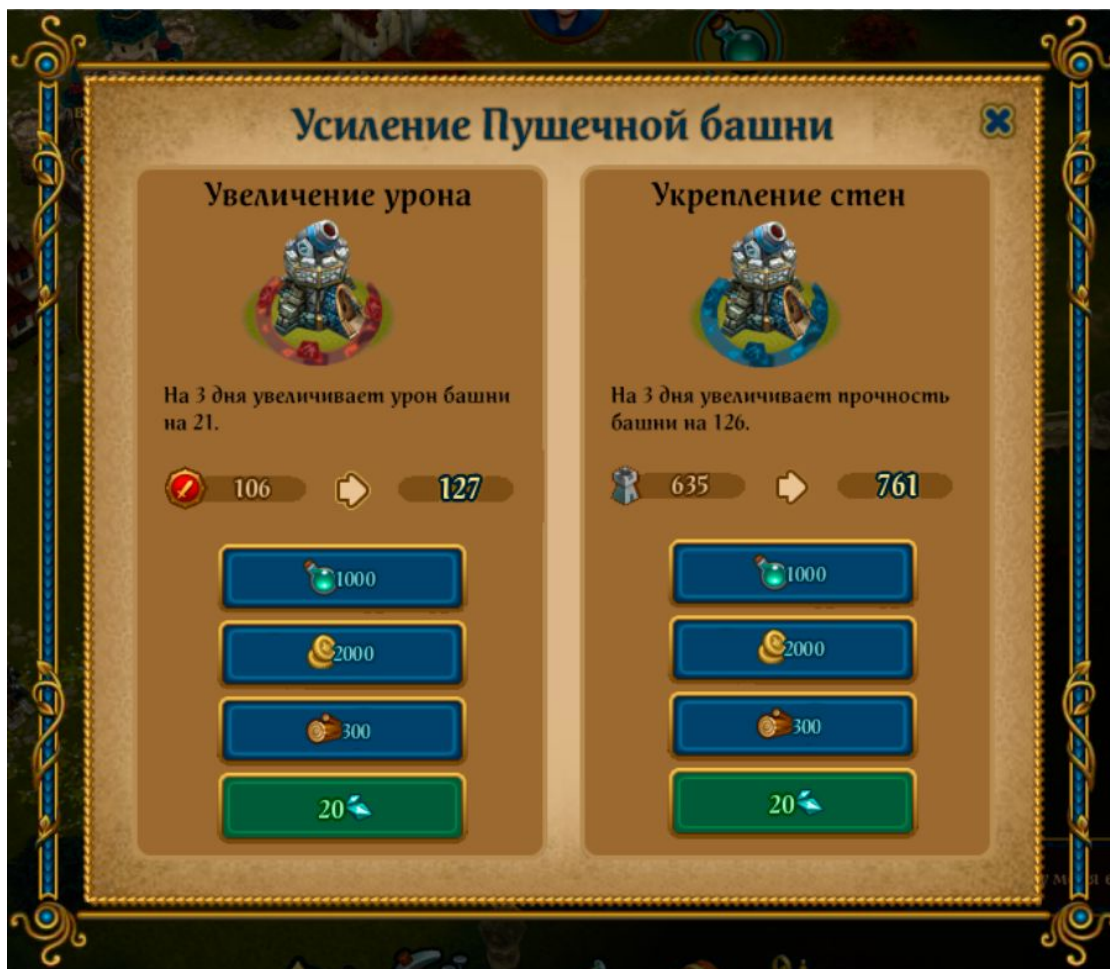 Усиление Пушечной башни
Увеличение урона
На 3 дня увеличивает урон башни
на 21.
106 127
1000
2000
300
20
Укрепление стен
На 3 дня увеличивает прочность
башни на 126.
635 761
1000
2000
300
20